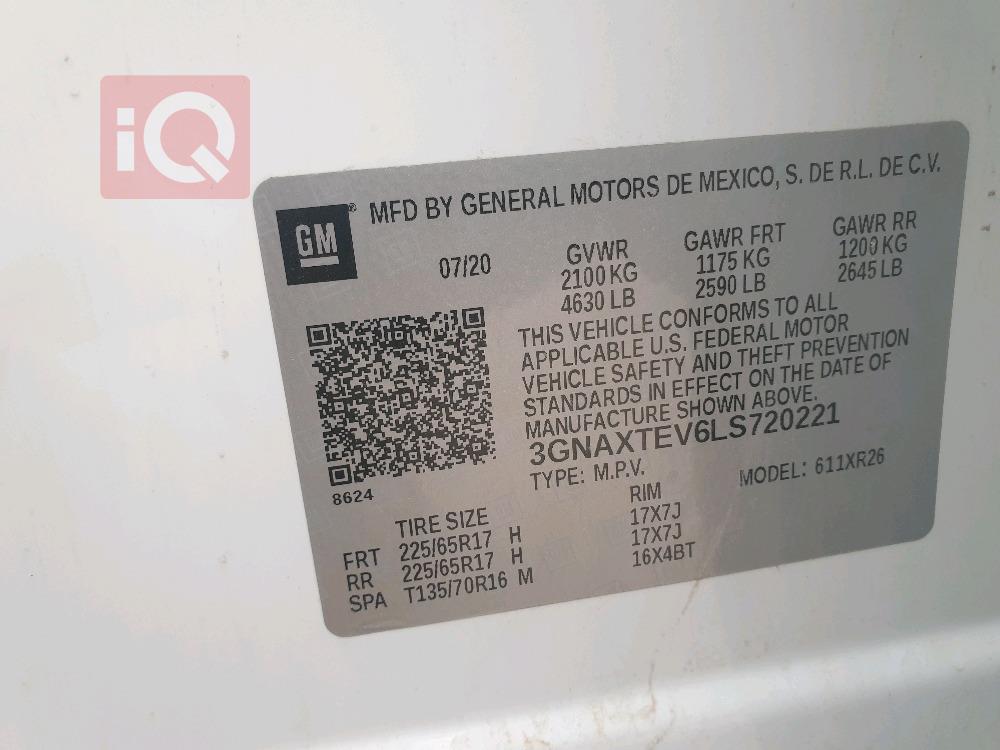 iQ
GM® MFD BY GENERAL MOTORS DE MEXICO, S. DE R.L. DE C.V.
07/20 GVWR GAWR FRT GAWR RR
2100 KG 1175 KG 1200 KG
4630 LB 2590 LB 2645 LB
THIS VEHICLE CONFORMS TO ALL
APPLICABLE U.S. FEDERAL MOTOR
VEHICLE SAFETY AND THEFT PREVENTION
STANDARDS IN EFFECT ON THE DATE OF
MANUFACTURE SHOWN ABOVE.
3GNAXTEV6LS720221
TYPE: M.P.V. MODEL: 611XR26
8624
TIRE SIZE RIM
FRT 225/65R17 H 17X7J
RR 225/65R17 H 17X7J
SPA T135/70R16 M 16X4BT